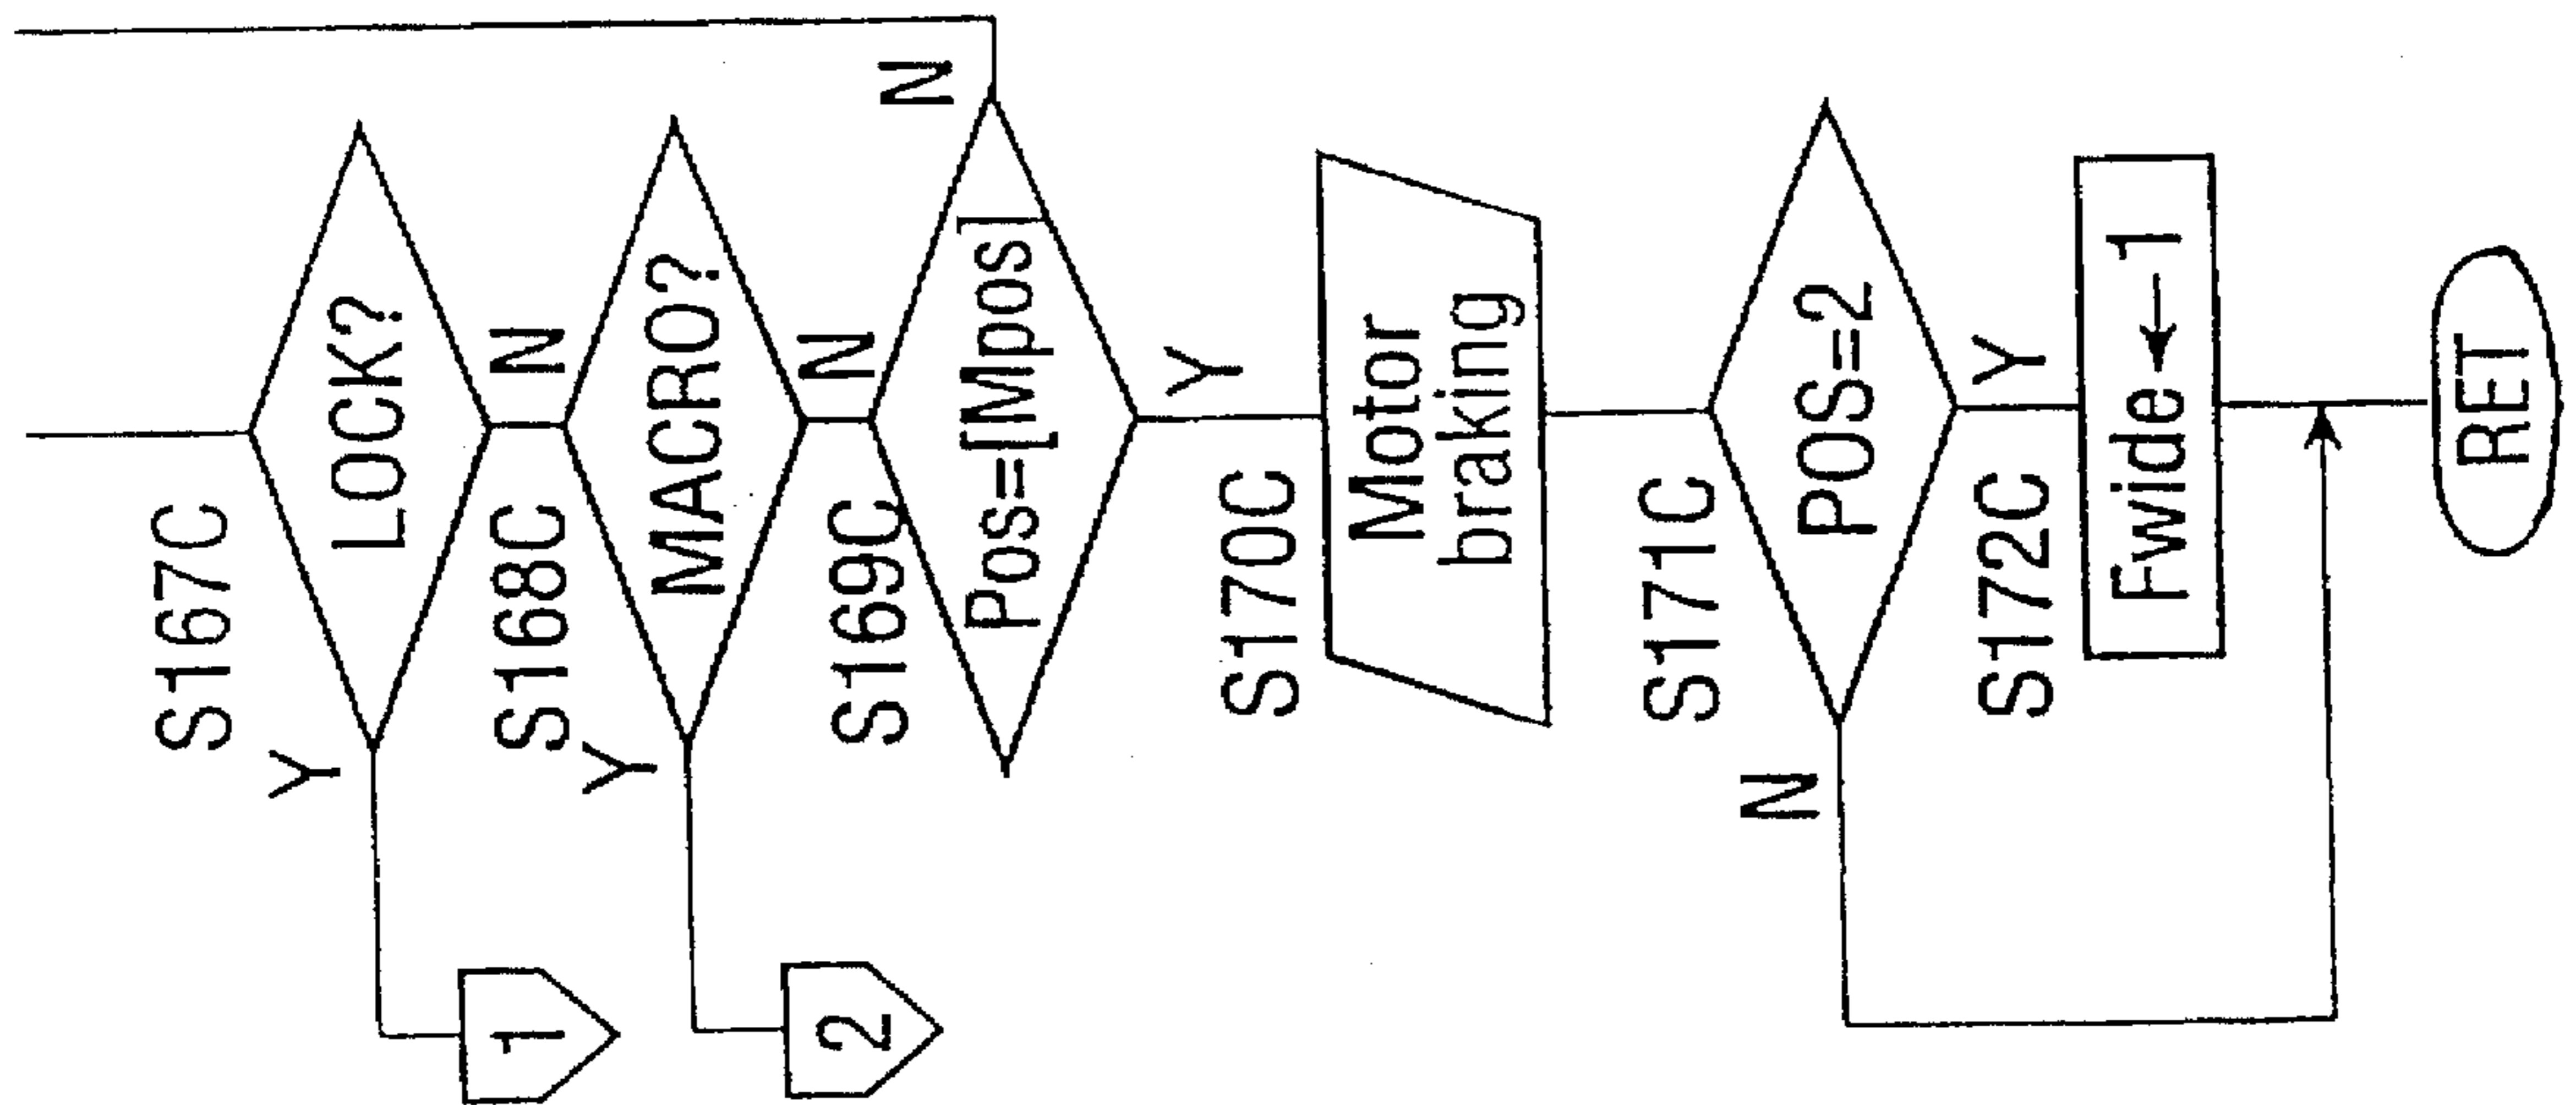 S167C
LOCK?
Y
N
1
S168C
MACRO?
Y
N
2
S169C
Pos=[Mpos]
N
Y
S170C
Motor
braking
S171C
POS=2
N
Y
S172C
Fwide←1
RET